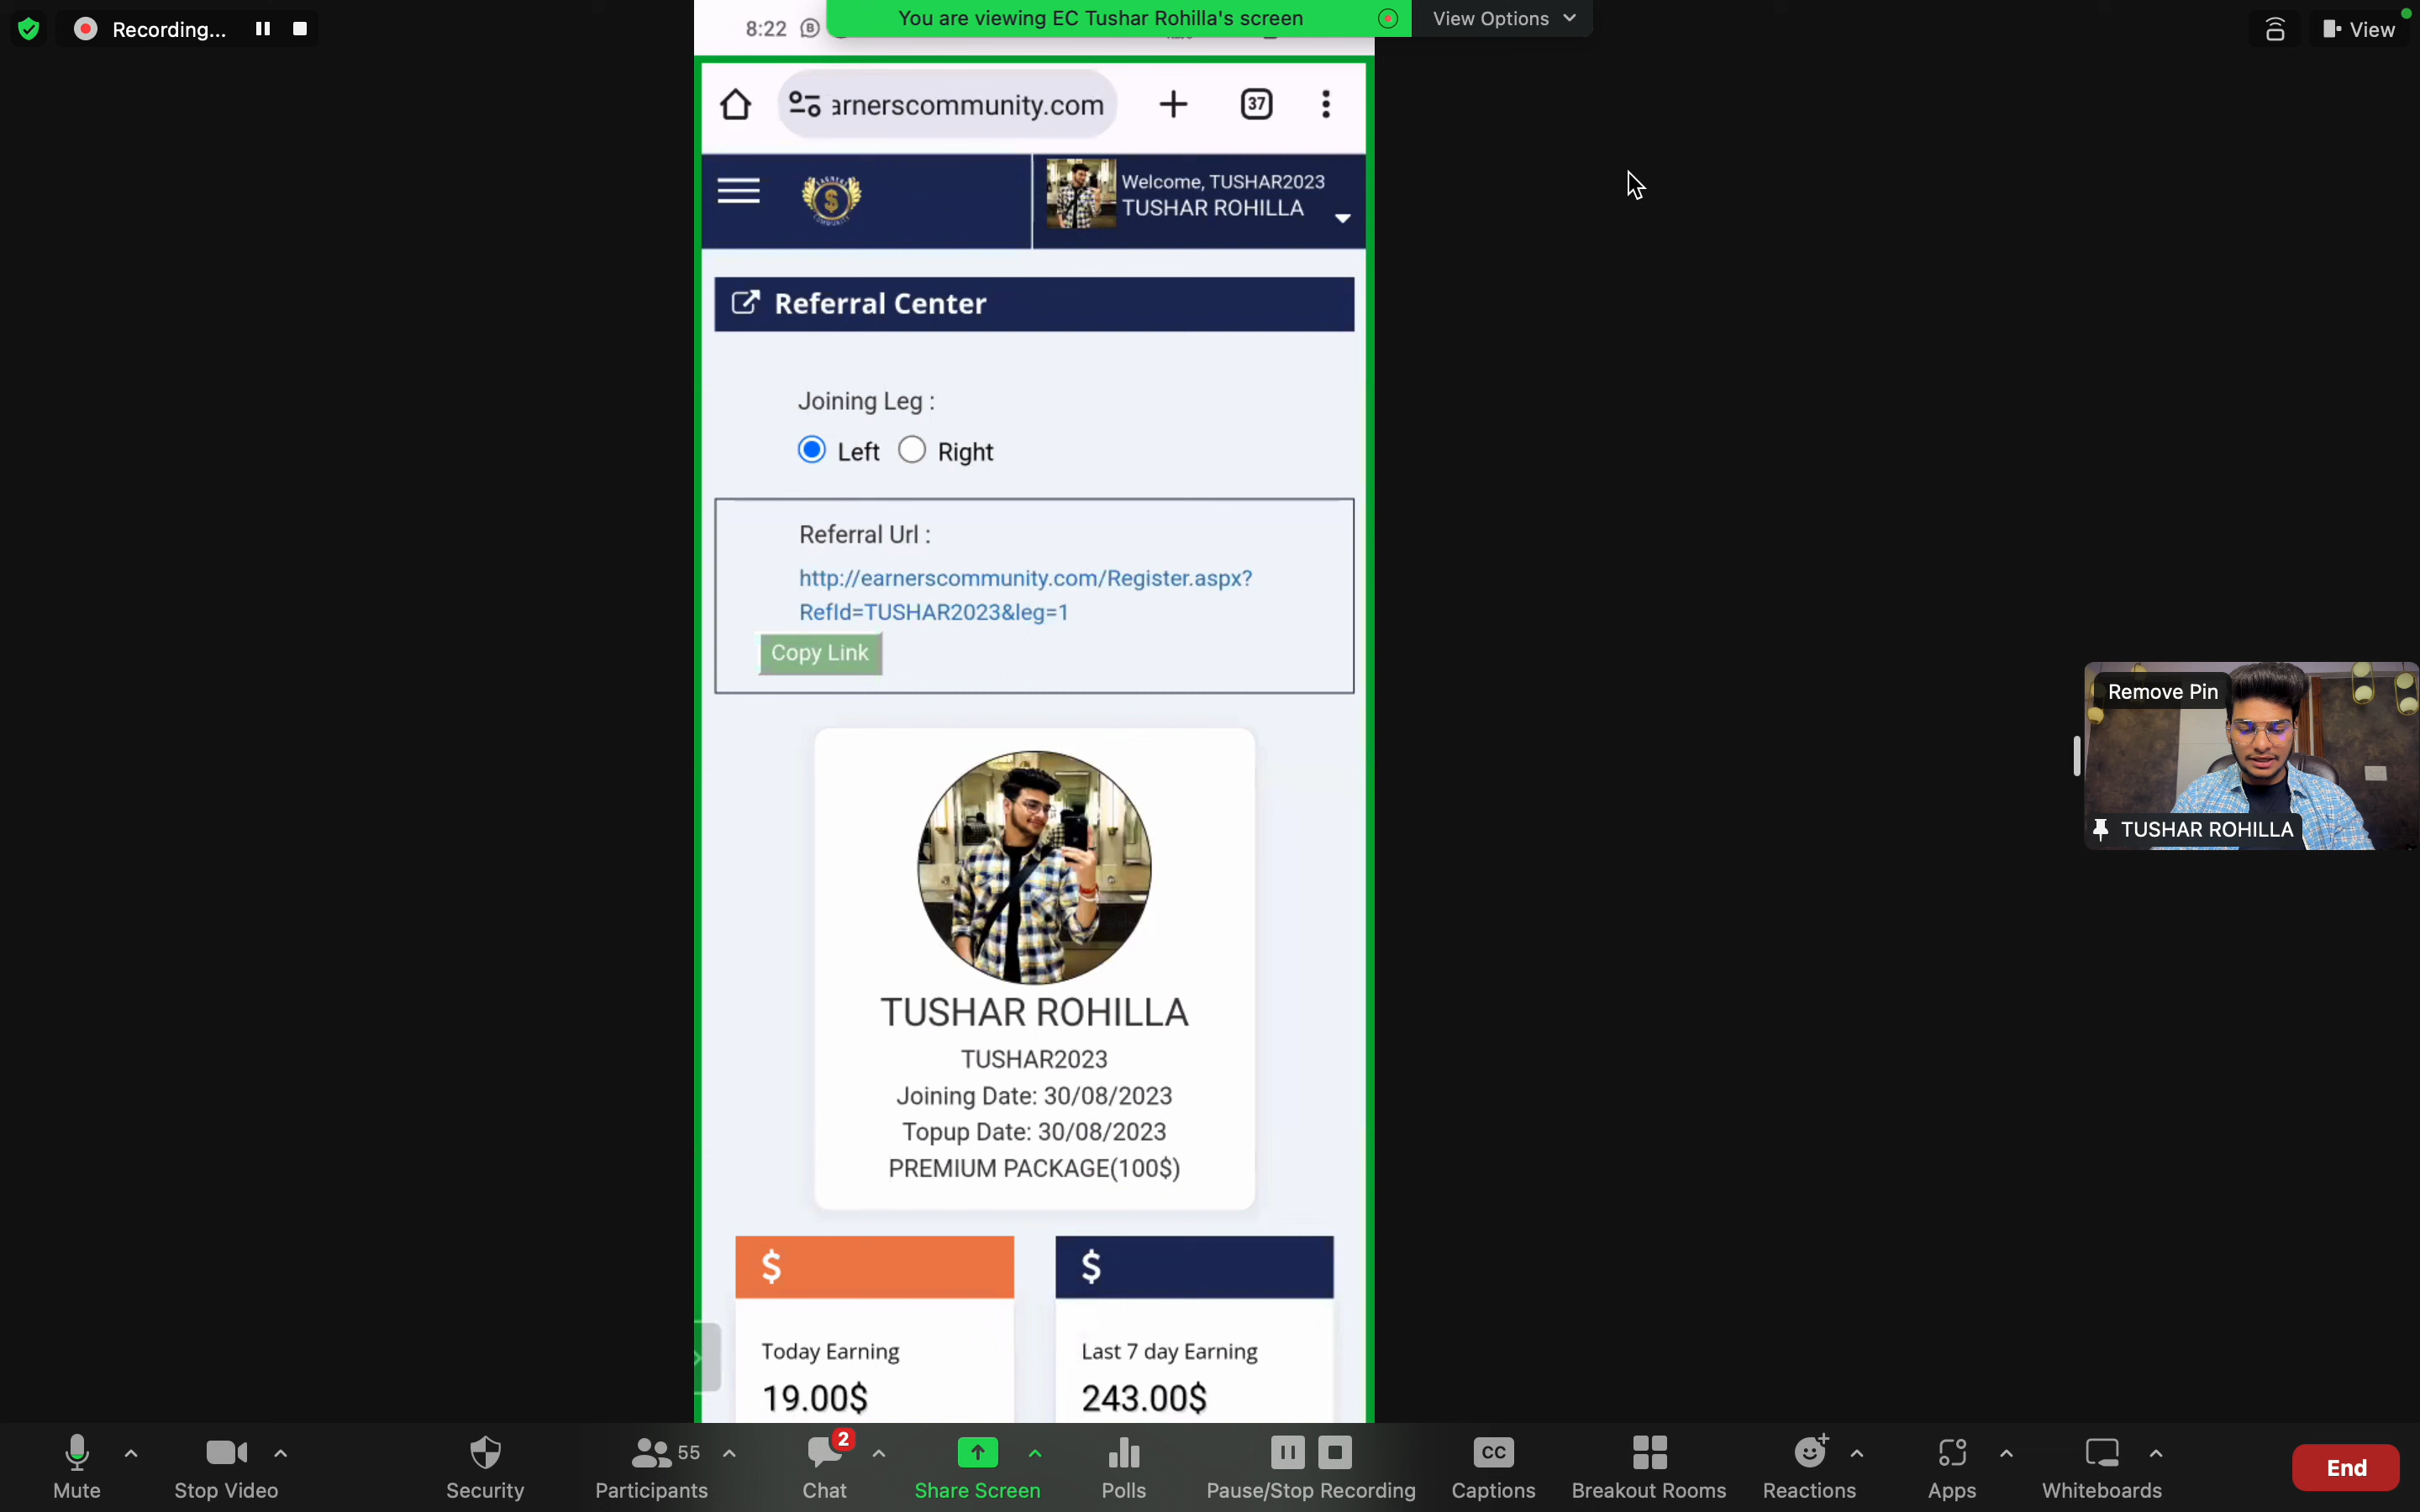 Recording...
8:22
You are viewing EC Tushar Rohilla's screen
View Options
View
arnerscommunity.com
37
Welcome, TUSHAR2023
TUSHAR ROHILLA
EARNERS
$
COMMUNITY
Referral Center
Joining Leg :
Left
Right
Referral Url :
http://earnerscommunity.com/Register.aspx?
RefId=TUSHAR2023&leg=1
Copy Link
Remove Pin
TUSHAR ROHILLA
TUSHAR ROHILLA
TUSHAR2023
Joining Date: 30/08/2023
Topup Date: 30/08/2023
PREMIUM PACKAGE(100$)
$
$
Today Earning
19.00$
Last 7 day Earning
243.00$
Mute
Stop Video
Security
55
Participants
2
Chat
Share Screen
Polls
Pause/Stop Recording
CC
Captions
Breakout Rooms
Reactions
Apps
Whiteboards
End